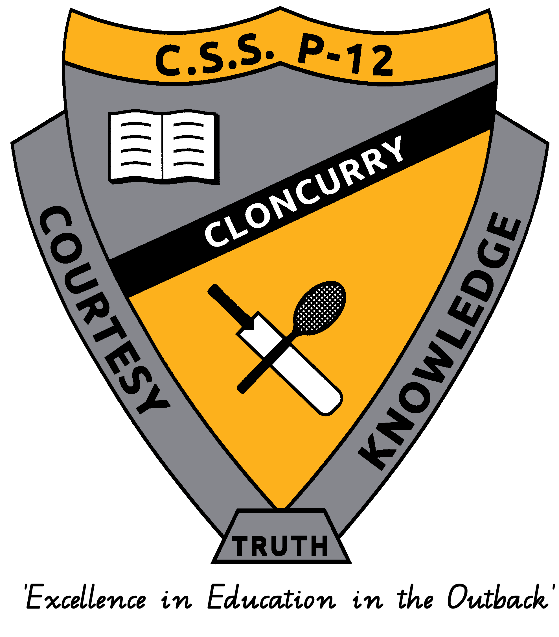 C.S.S. P-12
CLONCURRY
COURTESY
KNOWLEDGE
TRUTH
'Excellence in Education in the Outback'